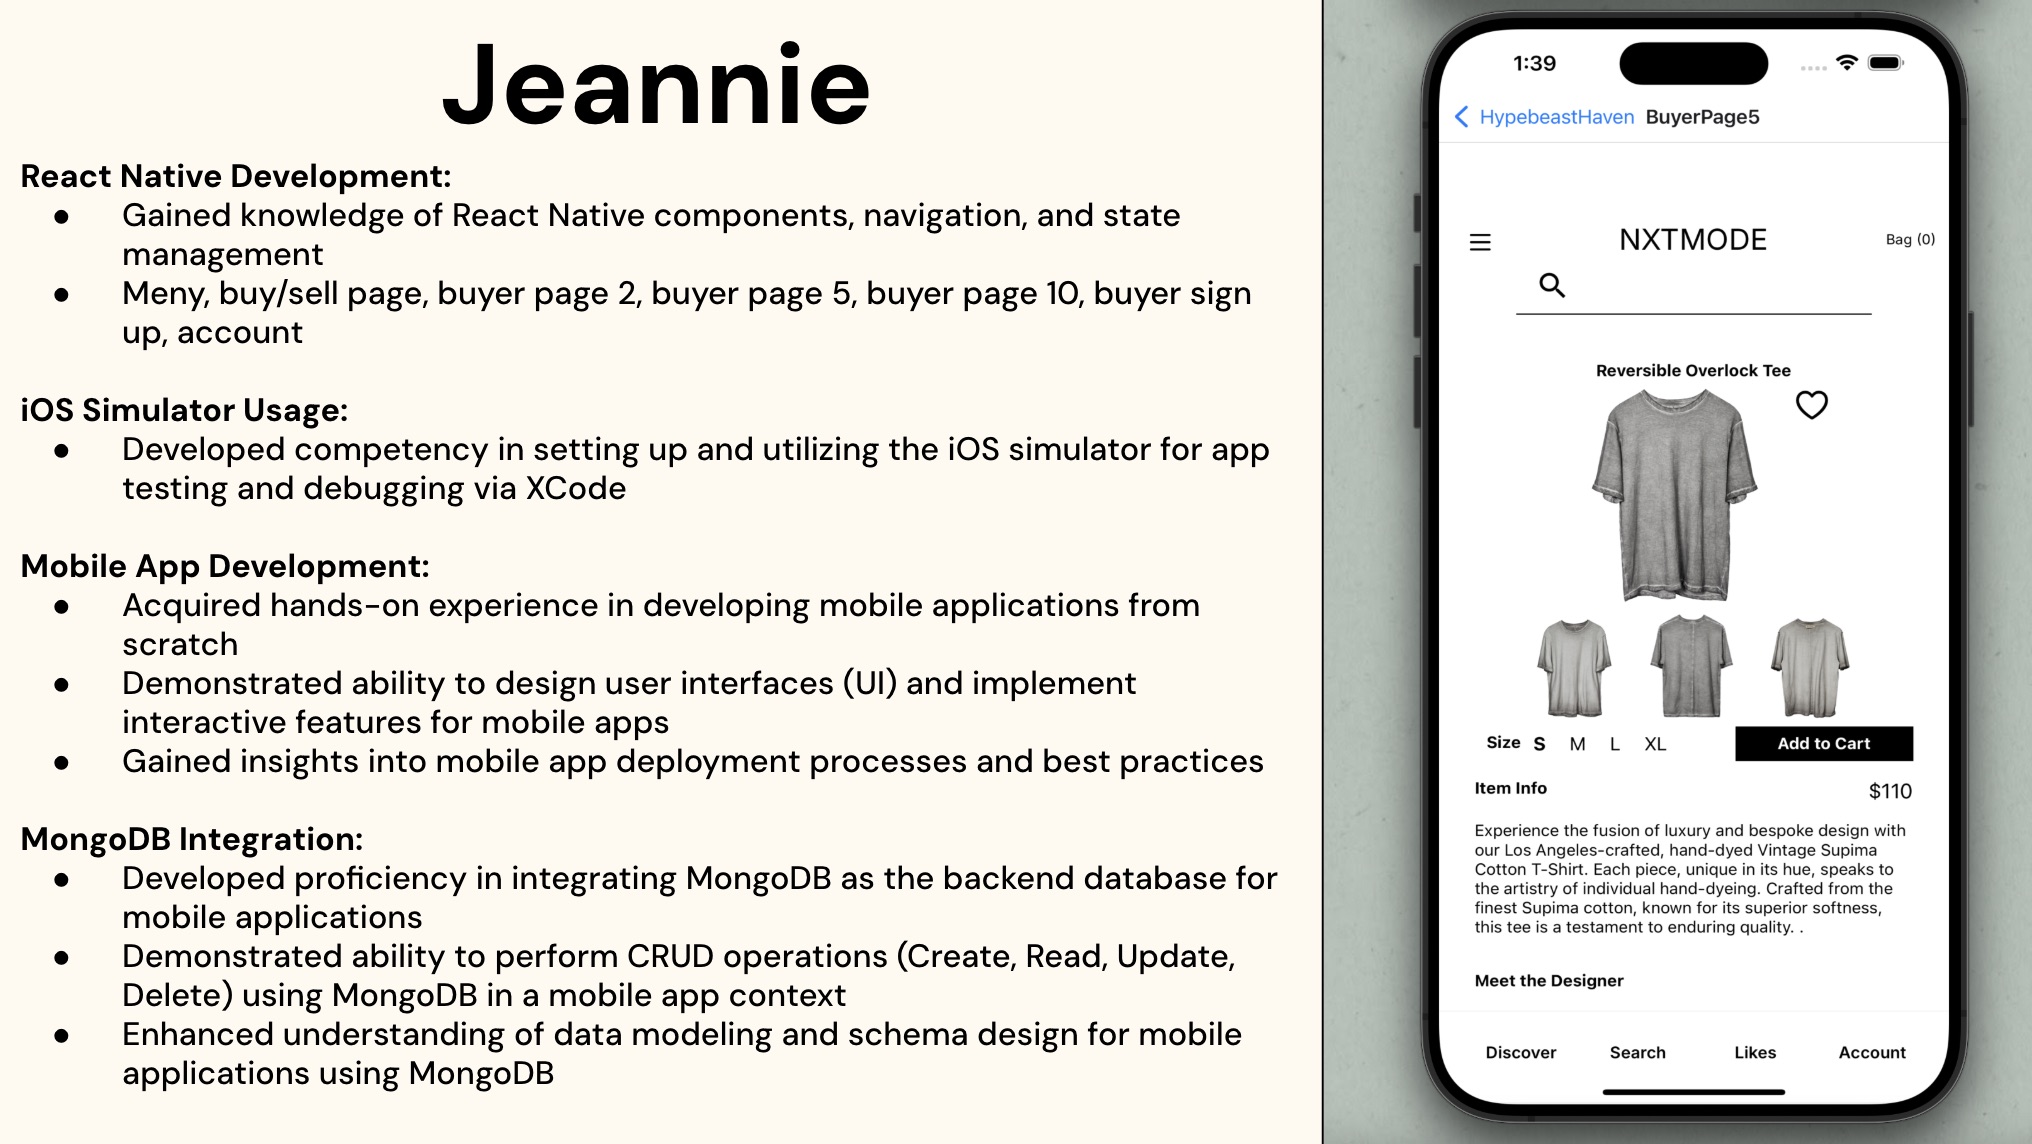 Jeannie
React Native Development:
● Gained knowledge of React Native components, navigation, and state
management
● Meny, buy/sell page, buyer page 2, buyer page 5, buyer page 10, buyer sign
up, account
iOS Simulator Usage:
● Developed competency in setting up and utilizing the iOS simulator for app
testing and debugging via XCode
Mobile App Development:
● Acquired hands-on experience in developing mobile applications from
scratch
● Demonstrated ability to design user interfaces (UI) and implement
interactive features for mobile apps
● Gained insights into mobile app deployment processes and best practices
MongoDB Integration:
● Developed proficiency in integrating MongoDB as the backend database for
mobile applications
● Demonstrated ability to perform CRUD operations (Create, Read, Update,
Delete) using MongoDB in a mobile app context
● Enhanced understanding of data modeling and schema design for mobile
applications using MongoDB
1:39
HypebeastHaven BuyerPage5
NXTMODE
Bag (0)
Reversible Overlock Tee
Size S M L XL
Add to Cart
Item Info
$110
Experience the fusion of luxury and bespoke design with
our Los Angeles-crafted, hand-dyed Vintage Supima
Cotton T-Shirt. Each piece, unique in its hue, speaks to
the artistry of individual hand-dyeing. Crafted from the
finest Supima cotton, known for its superior softness,
this tee is a testament to enduring quality. .
Meet the Designer
Discover Search Likes Account